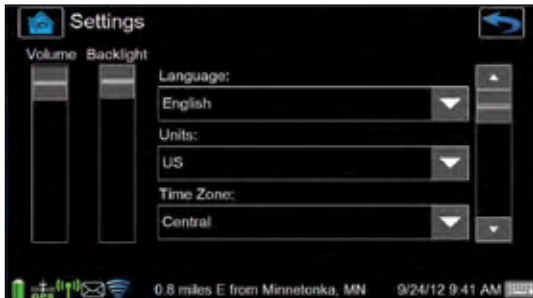 Settings
Volume Backlight
Language:
English
Units:
US
Time Zone:
Central
GPS
0.8 miles E from Minnetonka, MN 9/24/12 9:41 AM